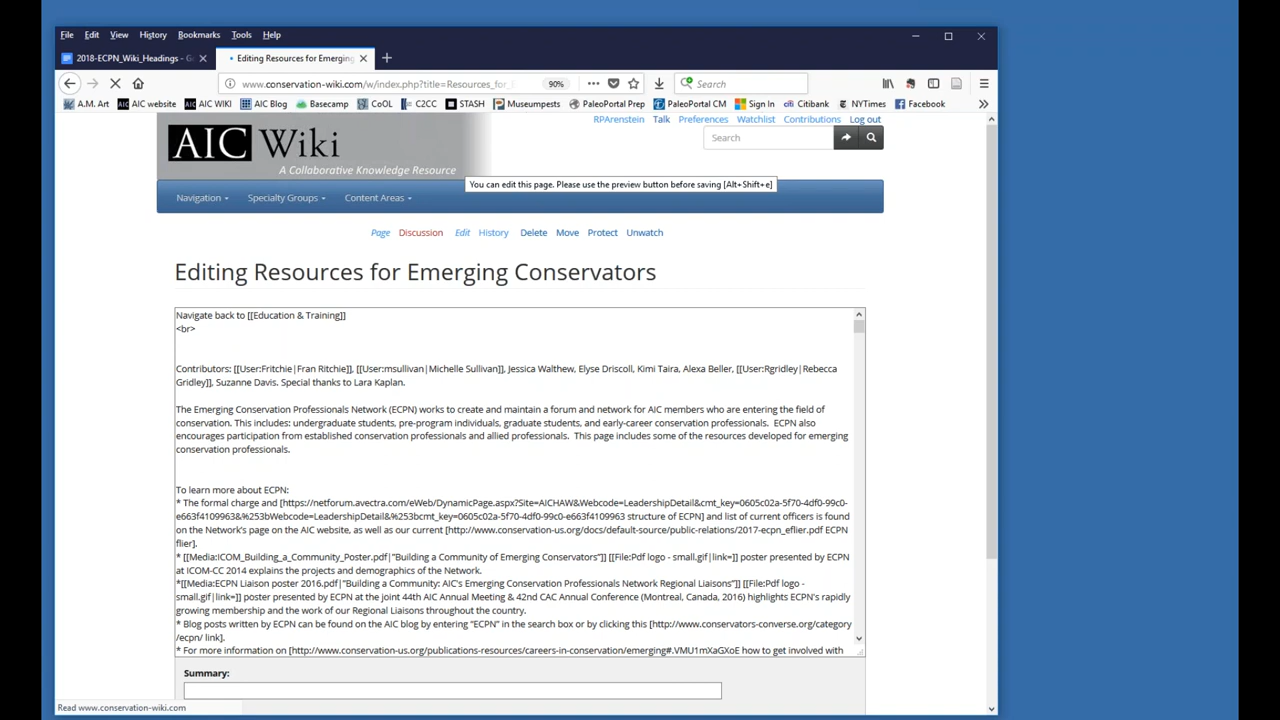 File Edit View History Bookmarks Tools Help
2018-ECPN_Wiki_Headings - G
Editing Resources for Emerging
www.conservation-wiki.com/w/index.php?title=Resources_for_
90%
Search
A.M. Art AIC website AIC WIKI AIC Blog Basecamp CoOL C2CC STASH Museumpests PaleoPortal Prep PaleoPortal CM Sign In Citibank NYTimes Facebook
RPArenstein Talk Preferences Watchlist Contributions Log out
AIC Wiki
Search
A Collaborative Knowledge Resource
You can edit this page. Please use the preview button before saving [Alt+Shift+e]
Navigation Specialty Groups Content Areas
Page Discussion Edit History Delete Move Protect Unwatch
Editing Resources for Emerging Conservators
Navigate back to [[Education & Training]]
<br>
Contributors: [[User:Fritchie|Fran Ritchie]], [[User:msullivan|Michelle Sullivan]], Jessica Walthew, Elyse Driscoll, Kimi Taira, Alexa Beller, [[User:Rgridley|Rebecca
Gridley]], Suzanne Davis. Special thanks to Lara Kaplan.
The Emerging Conservation Professionals Network (ECPN) works to create and maintain a forum and network for AIC members who are entering the field of
conservation. This includes: undergraduate students, pre-program individuals, graduate students, and early-career conservation professionals. ECPN also
encourages participation from established conservation professionals and allied professionals. This page includes some of the resources developed for emerging
conservation professionals.
To learn more about ECPN:
* The formal charge and [https://netforum.avectra.com/eWeb/DynamicPage.aspx?Site=AICHAW&Webcode=LeadershipDetail&cmt_key=0605c02a-5f70-4df0-99c0-
e663f4109963&%253bWebcode=LeadershipDetail&%253bcmt_key=0605c02a-5f70-4df0-99c0-e663f4109963 structure of ECPN] and list of current officers is found
on the Network's page on the AIC website, as well as our current [http://www.conservation-us.org/docs/default-source/public-relations/2017-ecpn_eflier.pdf ECPN
flier].
* [[Media:ICOM_Building_a_Community_Poster.pdf|"Building a Community of Emerging Conservators"]] [[File:Pdf logo - small.gif|link=]] poster presented by ECPN
at ICOM-CC 2014 explains the projects and demographics of the Network.
*[[Media:ECPN Liaison poster 2016.pdf|"Building a Community: AIC's Emerging Conservation Professionals Network Regional Liaisons"]] [[File:Pdf logo -
small.gif|link=]] poster presented by ECPN at the joint 44th AIC Annual Meeting & 42nd CAC Annual Conference (Montreal, Canada, 2016) highlights ECPN's rapidly
growing membership and the work of our Regional Liaisons throughout the country.
* Blog posts written by ECPN can be found on the AIC blog by entering "ECPN" in the search box or by clicking this [http://www.conservators-converse.org/category
/ecpn/ link].
* For more information on [http://www.conservation-us.org/publications-resources/careers-in-conservation/emerging#.VMU1mXaGXoE how to get involved with
Summary:
Read www.conservation-wiki.com